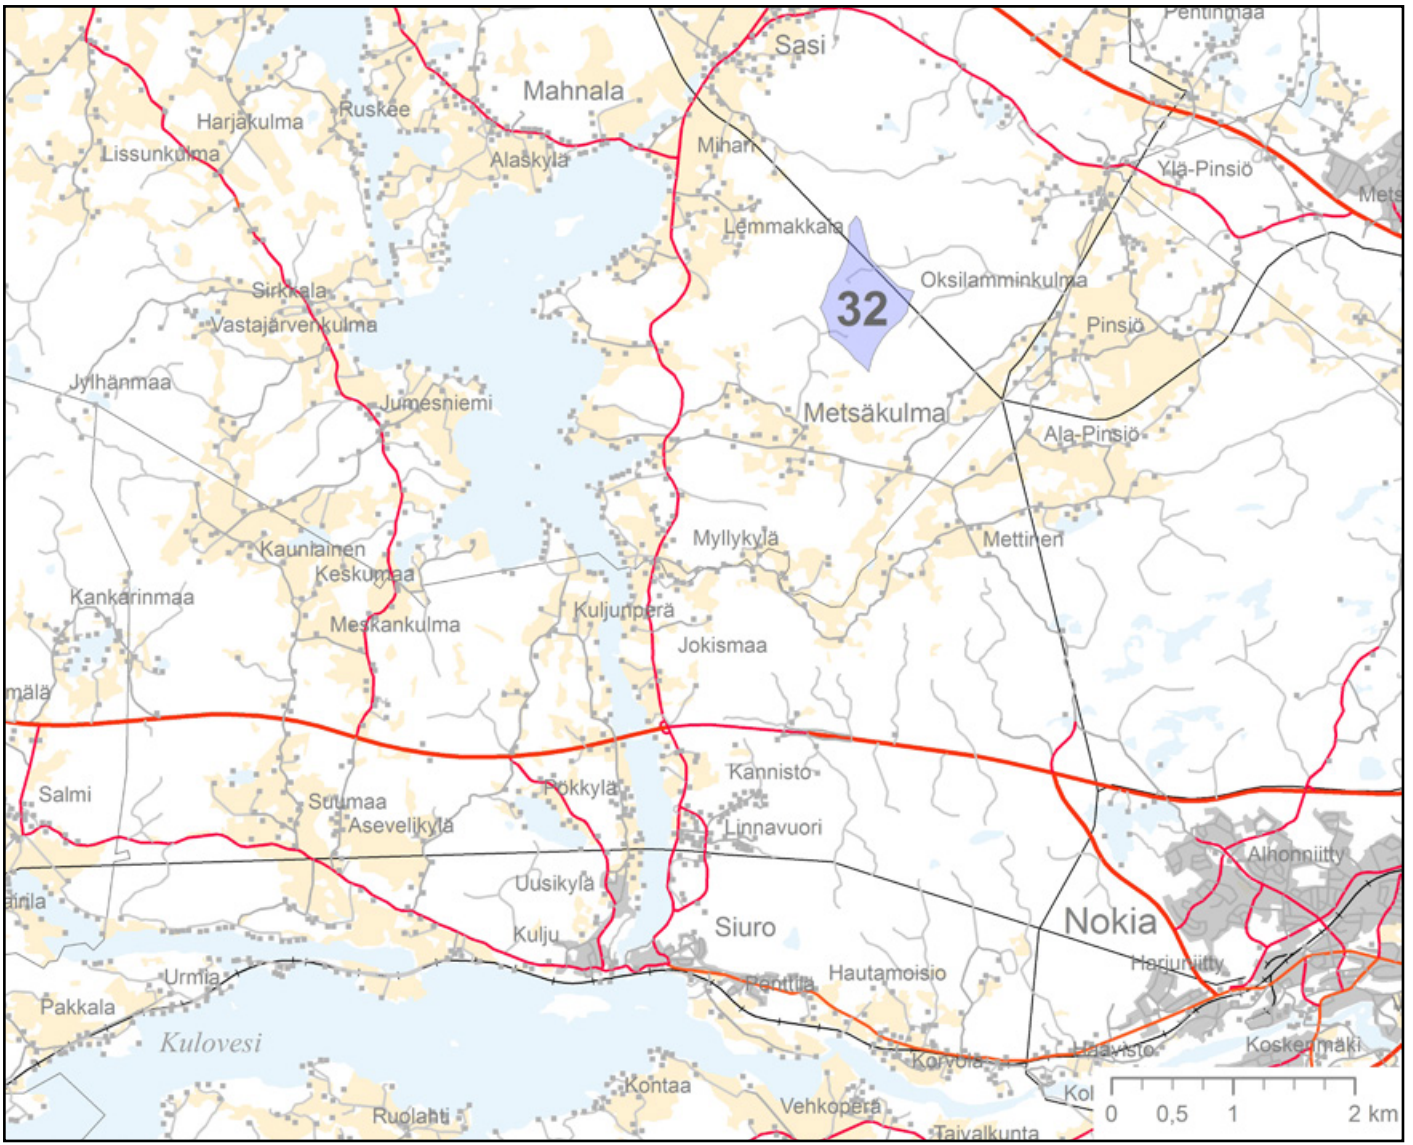 Pentinmaa
Sasi
Mahnala
Ruskee
Harjakulma
Mihari
Lissunkulma
Alaskylä
Ylä-Pinsiö
Mets
Lemmakkala
Oksilamminkulma
Sirkkala
32
Vastajärvenkulma
Pinsiö
Jylhänmaa
Jumesniemi
Metsäkulma
Ala-Pinsiö
Myllykylä
Mettinen
Kauniainen
Keskumaa
Kankarinmaa
Kuljunperä
Meskankulma
Jokismaa
mälä
Kannisto
Pökkylä
Salmi
Suumaa
Asevelikylä
Linnavuori
Alhonniitty
Uusikylä
airila
Nokia
Siuro
Kulju
Harjuniitty
Urmia
Penttilä
Hautamoisio
Pakkala
Kulovesi
Koskenmäki
Haavisto
Korvola
Kontaa
Kol
Vehkoperä
Ruolahti
Taivalkunta
0 0,5 1 2 km